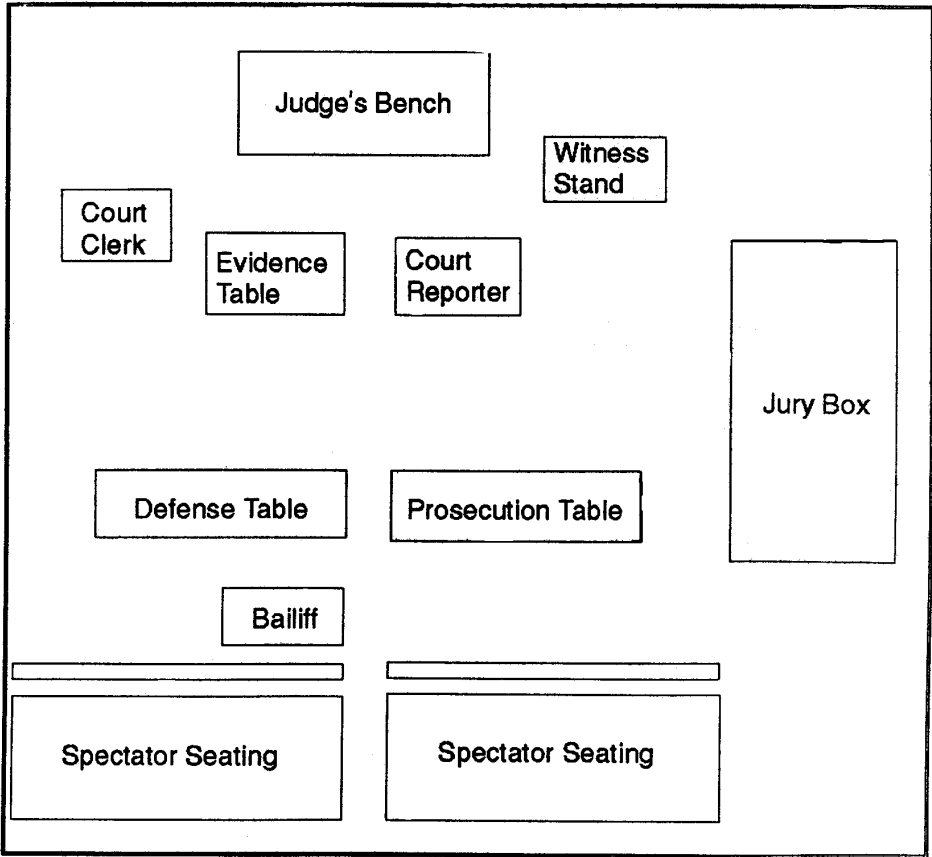 Judge's Bench
Witness
Stand
Court
Clerk
Evidence
Table
Court
Reporter
Jury Box
Defense Table
Prosecution Table
Bailiff
Spectator Seating
Spectator Seating